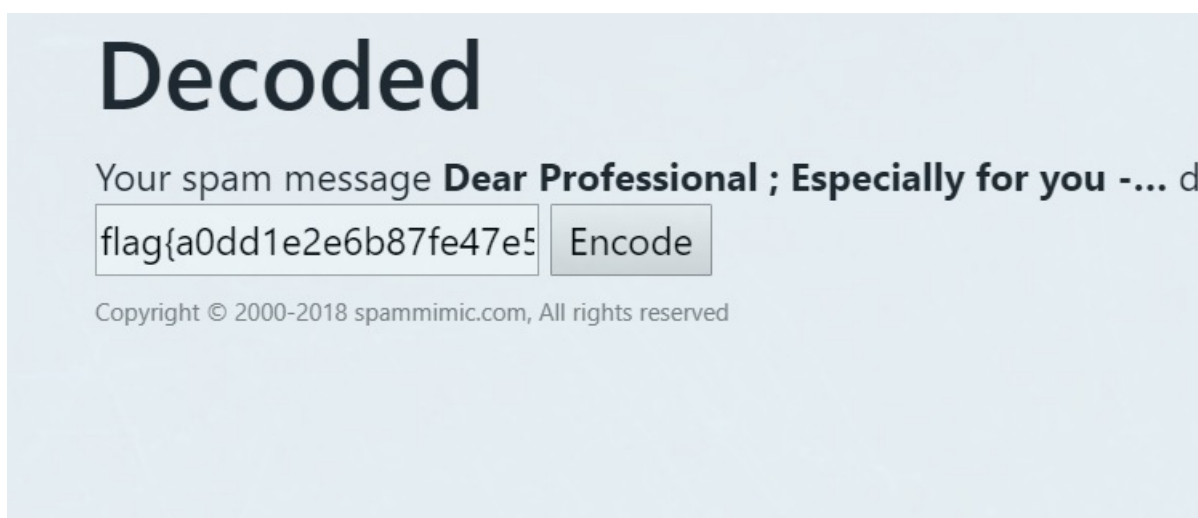 Decoded
Your spam message Dear Professional ; Especially for you -... d
flag{a0dd1e2e6b87fe47e5 Encode
Copyright © 2000-2018 spammimic.com, All rights reserved